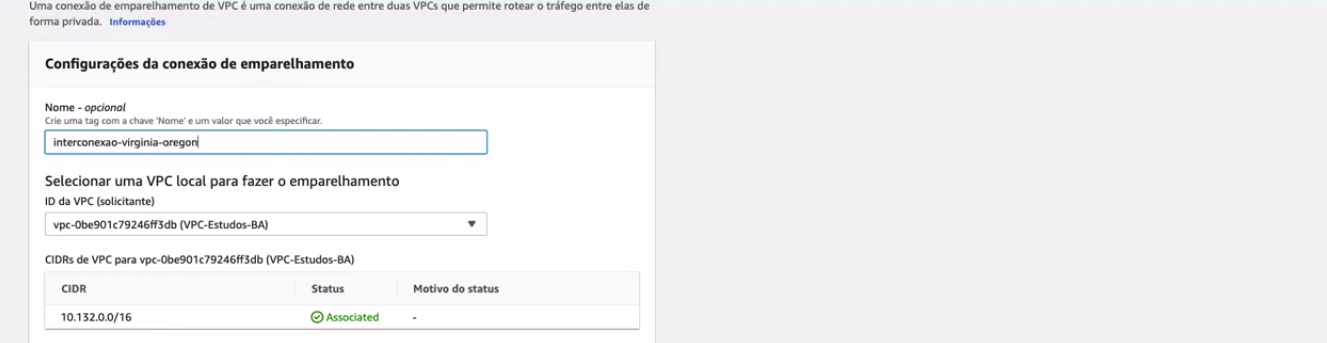 Uma conexão de emparelhamento de VPC é uma conexão de rede entre duas VPCs que permite rotear o tráfego entre elas de
forma privada. Informações
Configurações da conexão de emparelhamento
Nome - opcional
Crie uma tag com a chave 'Nome' e um valor que você especificar.
interconexao-virginia-oregon
Selecionar uma VPC local para fazer o emparelhamento
ID da VPC (solicitante)
vpc-0be901c79246ff3db (VPC-Estudos-BA)
CIDRs de VPC para vpc-0be901c79246ff3db (VPC-Estudos-BA)
CIDR Status Motivo do status
10.132.0.0/16 Associated -